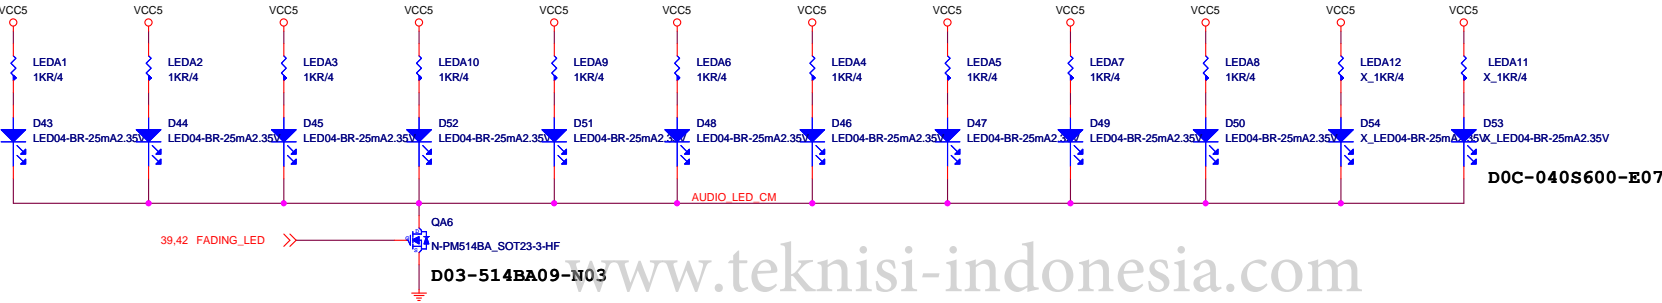 VCC5 VCC5 VCC5 VCC5 VCC5 VCC5 VCC5 VCC5 VCC5 VCC5 VCC5 VCC5
LEDA1 LEDA2 LEDA3 LEDA10 LEDA9 LEDA6 LEDA4 LEDA5 LEDA7 LEDA8 LEDA12 LEDA11
1KR/4 1KR/4 1KR/4 1KR/4 1KR/4 1KR/4 1KR/4 1KR/4 1KR/4 1KR/4 X_1KR/4 X_1KR/4
D43 D44 D45 D52 D51 D48 D46 D47 D49 D50 D54 D53
LED04-BR-25mA2.35V LED04-BR-25mA2.35V LED04-BR-25mA2.35V LED04-BR-25mA2.35V LED04-BR-25mA2.35V LED04-BR-25mA2.35V LED04-BR-25mA2.35V LED04-BR-25mA2.35V LED04-BR-25mA2.35V LED04-BR-25mA2.35V X_LED04-BR-25mA2.35V X_LED04-BR-25mA2.35V
D0C-040S600-E07
AUDIO_LED_CM
QA6
39,42 FADING_LED
N-PM514BA_SOT23-3-HF
D03-514BA09-N03
www.teknisi-indonesia.com